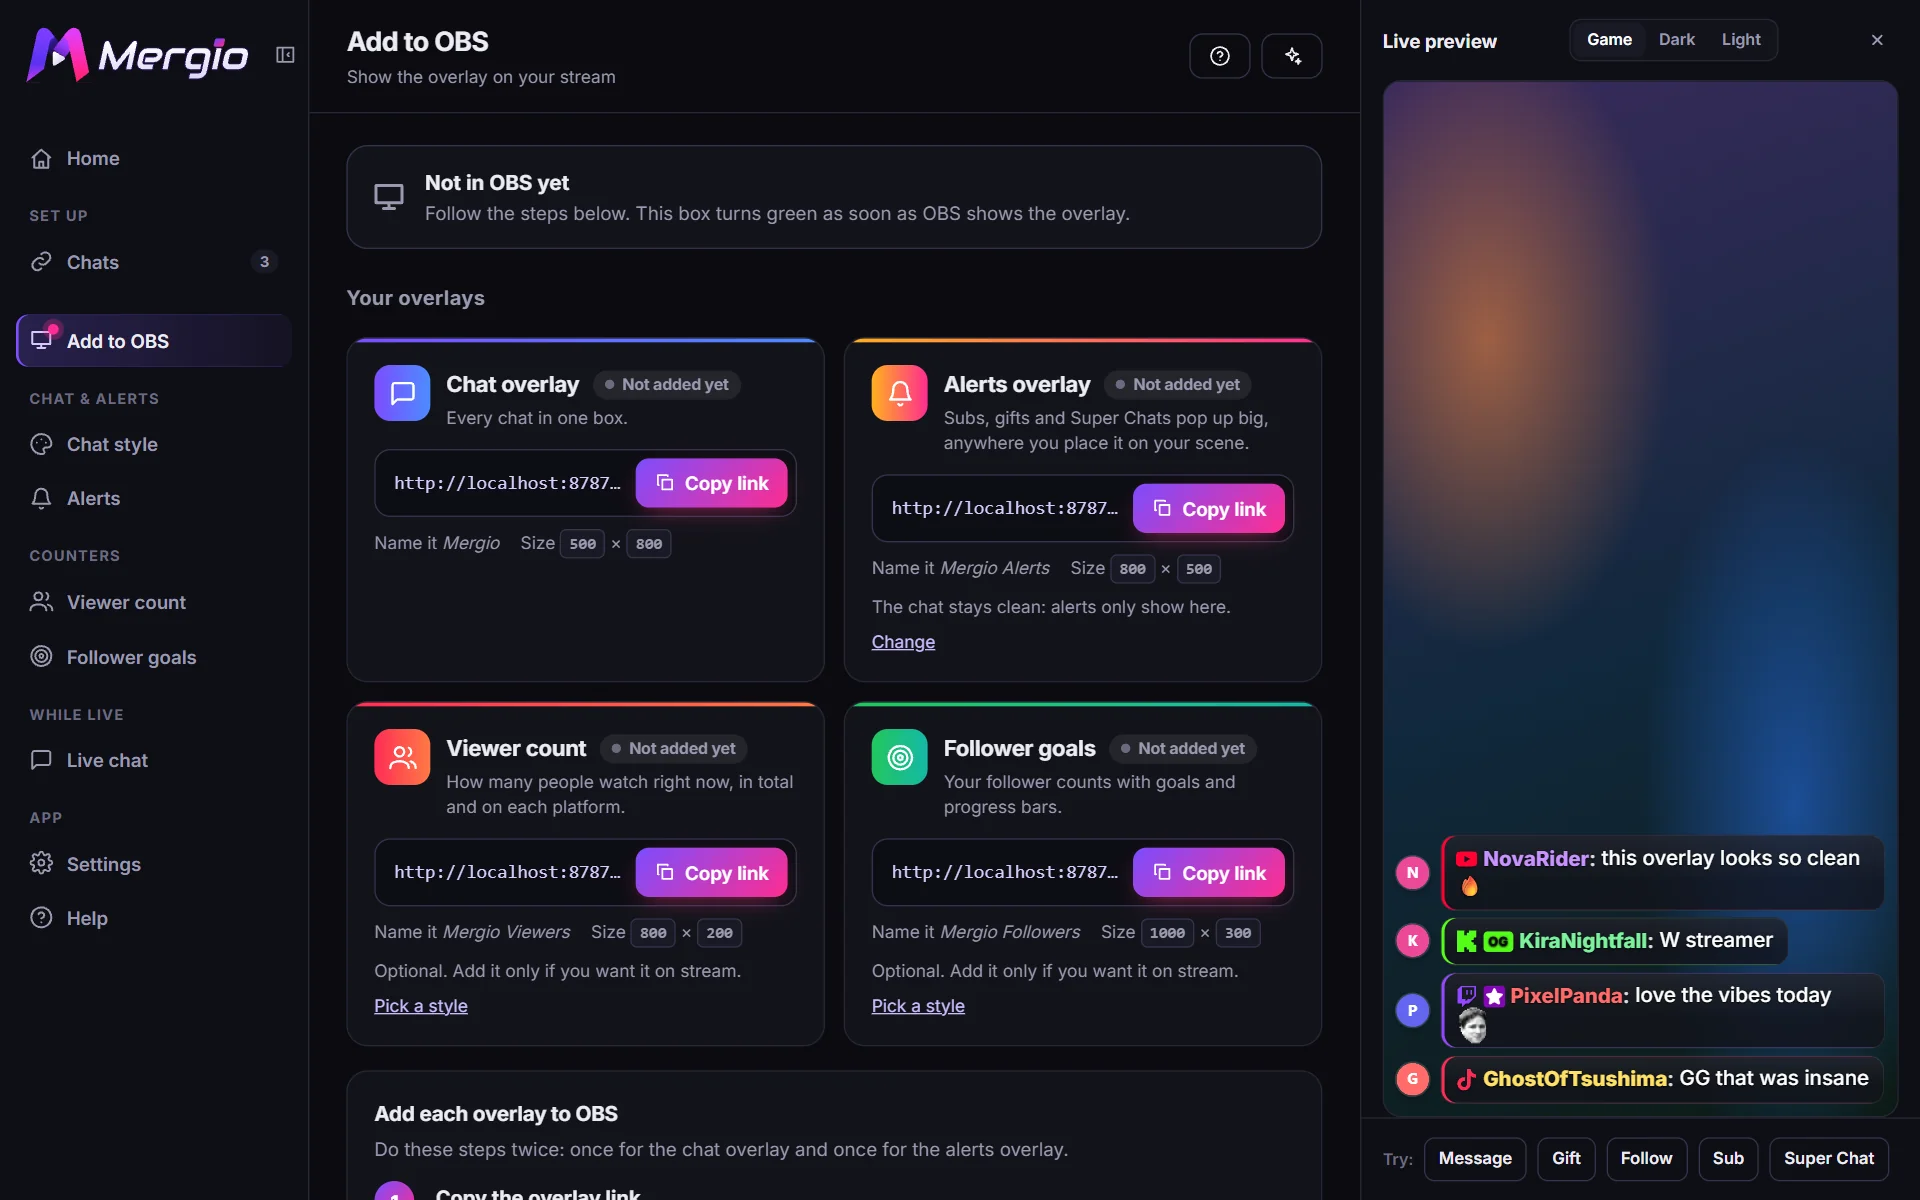 Mergio
Home
SET UP
Chats
3
Add to OBS
CHAT & ALERTS
Chat style
Alerts
COUNTERS
Viewer count
Follower goals
WHILE LIVE
Live chat
APP
Settings
Help
Add to OBS
Show the overlay on your stream
Not in OBS yet
Follow the steps below. This box turns green as soon as OBS shows the overlay.
Your overlays
Chat overlay
Not added yet
Every chat in one box.
http://localhost:8787…
Copy link
Name it Mergio Size 500 × 800
Alerts overlay
Not added yet
Subs, gifts and Super Chats pop up big,
anywhere you place it on your scene.
http://localhost:8787…
Copy link
Name it Mergio Alerts Size 800 × 500
The chat stays clean: alerts only show here.
Change
Viewer count
Not added yet
How many people watch right now, in total
and on each platform.
http://localhost:8787…
Copy link
Name it Mergio Viewers Size 800 × 200
Optional. Add it only if you want it on stream.
Pick a style
Follower goals
Not added yet
Your follower counts with goals and
progress bars.
http://localhost:8787…
Copy link
Name it Mergio Followers Size 1000 × 300
Optional. Add it only if you want it on stream.
Pick a style
Add each overlay to OBS
Do these steps twice: once for the chat overlay and once for the alerts overlay.
1
Copy the overlay link
Live preview
Game
Dark
Light
N
NovaRider: this overlay looks so clean
🔥
K
OG KiraNightfall: W streamer
P
PixelPanda: love the vibes today
G
GhostOfTsushima: GG that was insane
Try:
Message
Gift
Follow
Sub
Super Chat